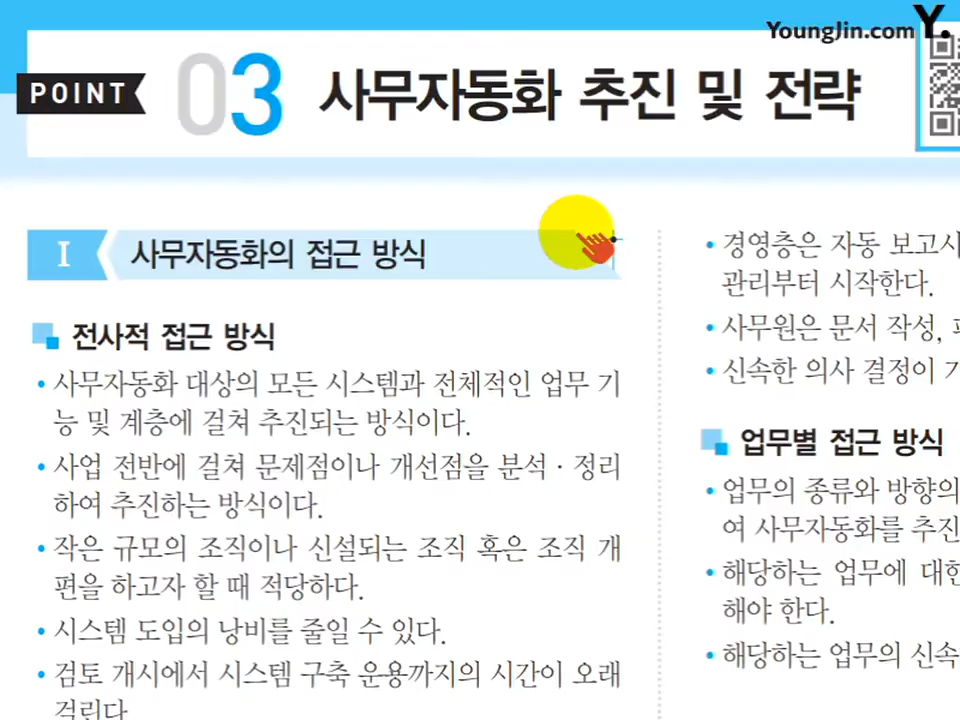 YoungJin.com Y.
POINT 03 사무자동화 추진 및 전략
I 사무자동화의 접근 방식
전사적 접근 방식
• 사무자동화 대상의 모든 시스템과 전체적인 업무 기
능 및 계층에 걸쳐 추진되는 방식이다.
• 사업 전반에 걸쳐 문제점이나 개선점을 분석 · 정리
하여 추진하는 방식이다.
• 작은 규모의 조직이나 신설되는 조직 혹은 조직 개
편을 하고자 할 때 적당하다.
• 시스템 도입의 낭비를 줄일 수 있다.
• 검토 개시에서 시스템 구축 운용까지의 시간이 오래
걸린다
• 경영층은 자동 보고시
관리부터 시작한다.
• 사무원은 문서 작성,
• 신속한 의사 결정이
업무별 접근 방식
• 업무의 종류와 방향의
여 사무자동화를 추진
• 해당하는 업무에 대한
해야 한다.
• 해당하는 업무의 신속